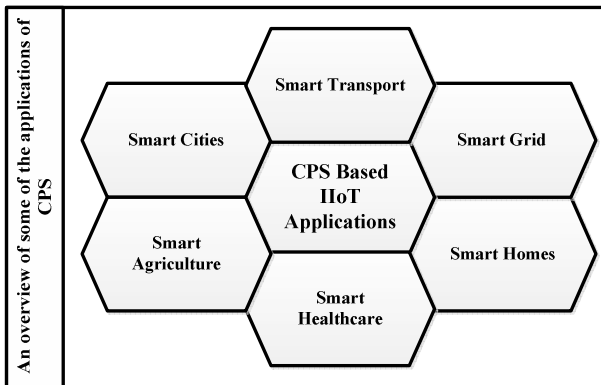 An overview of some of the applications of
CPS
Smart Transport
Smart Cities
Smart Grid
CPS Based
IIoT
Applications
Smart
Agriculture
Smart Homes
Smart
Healthcare